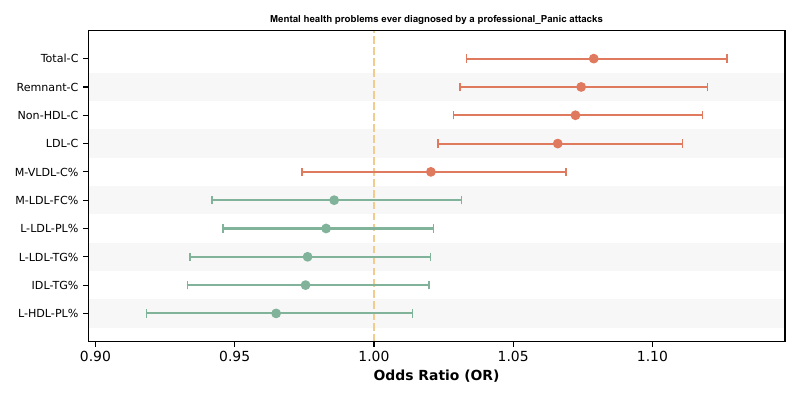 Mental health problems ever diagnosed by a professional_Panic attacks
Total-C
Remnant-C
Non-HDL-C
LDL-C
M-VLDL-C%
M-LDL-FC%
L-LDL-PL%
L-LDL-TG%
IDL-TG%
L-HDL-PL%
0.90 0.95 1.00 1.05 1.10
Odds Ratio (OR)